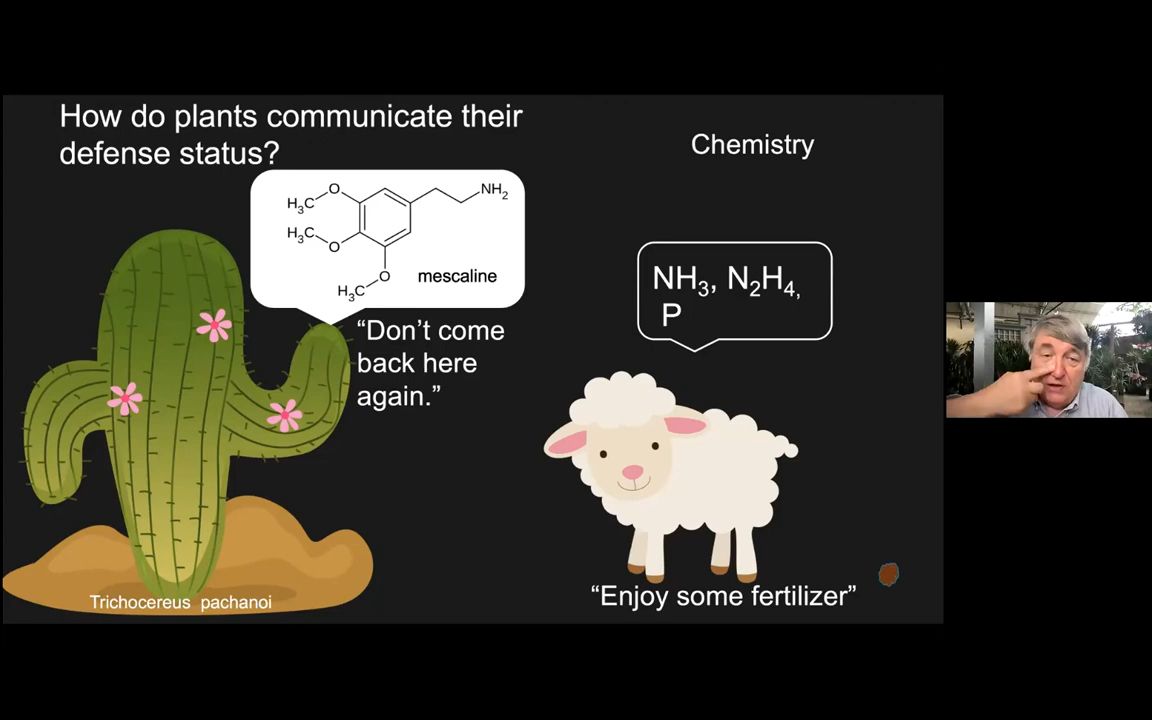 How do plants communicate their
defense status?
Chemistry
O
NH2
H3C
H3C
O
O
mescaline
H3C
NH3, N2H4,
P
“Don’t come
back here
again.”
Trichocereus pachanoi
“Enjoy some fertilizer”